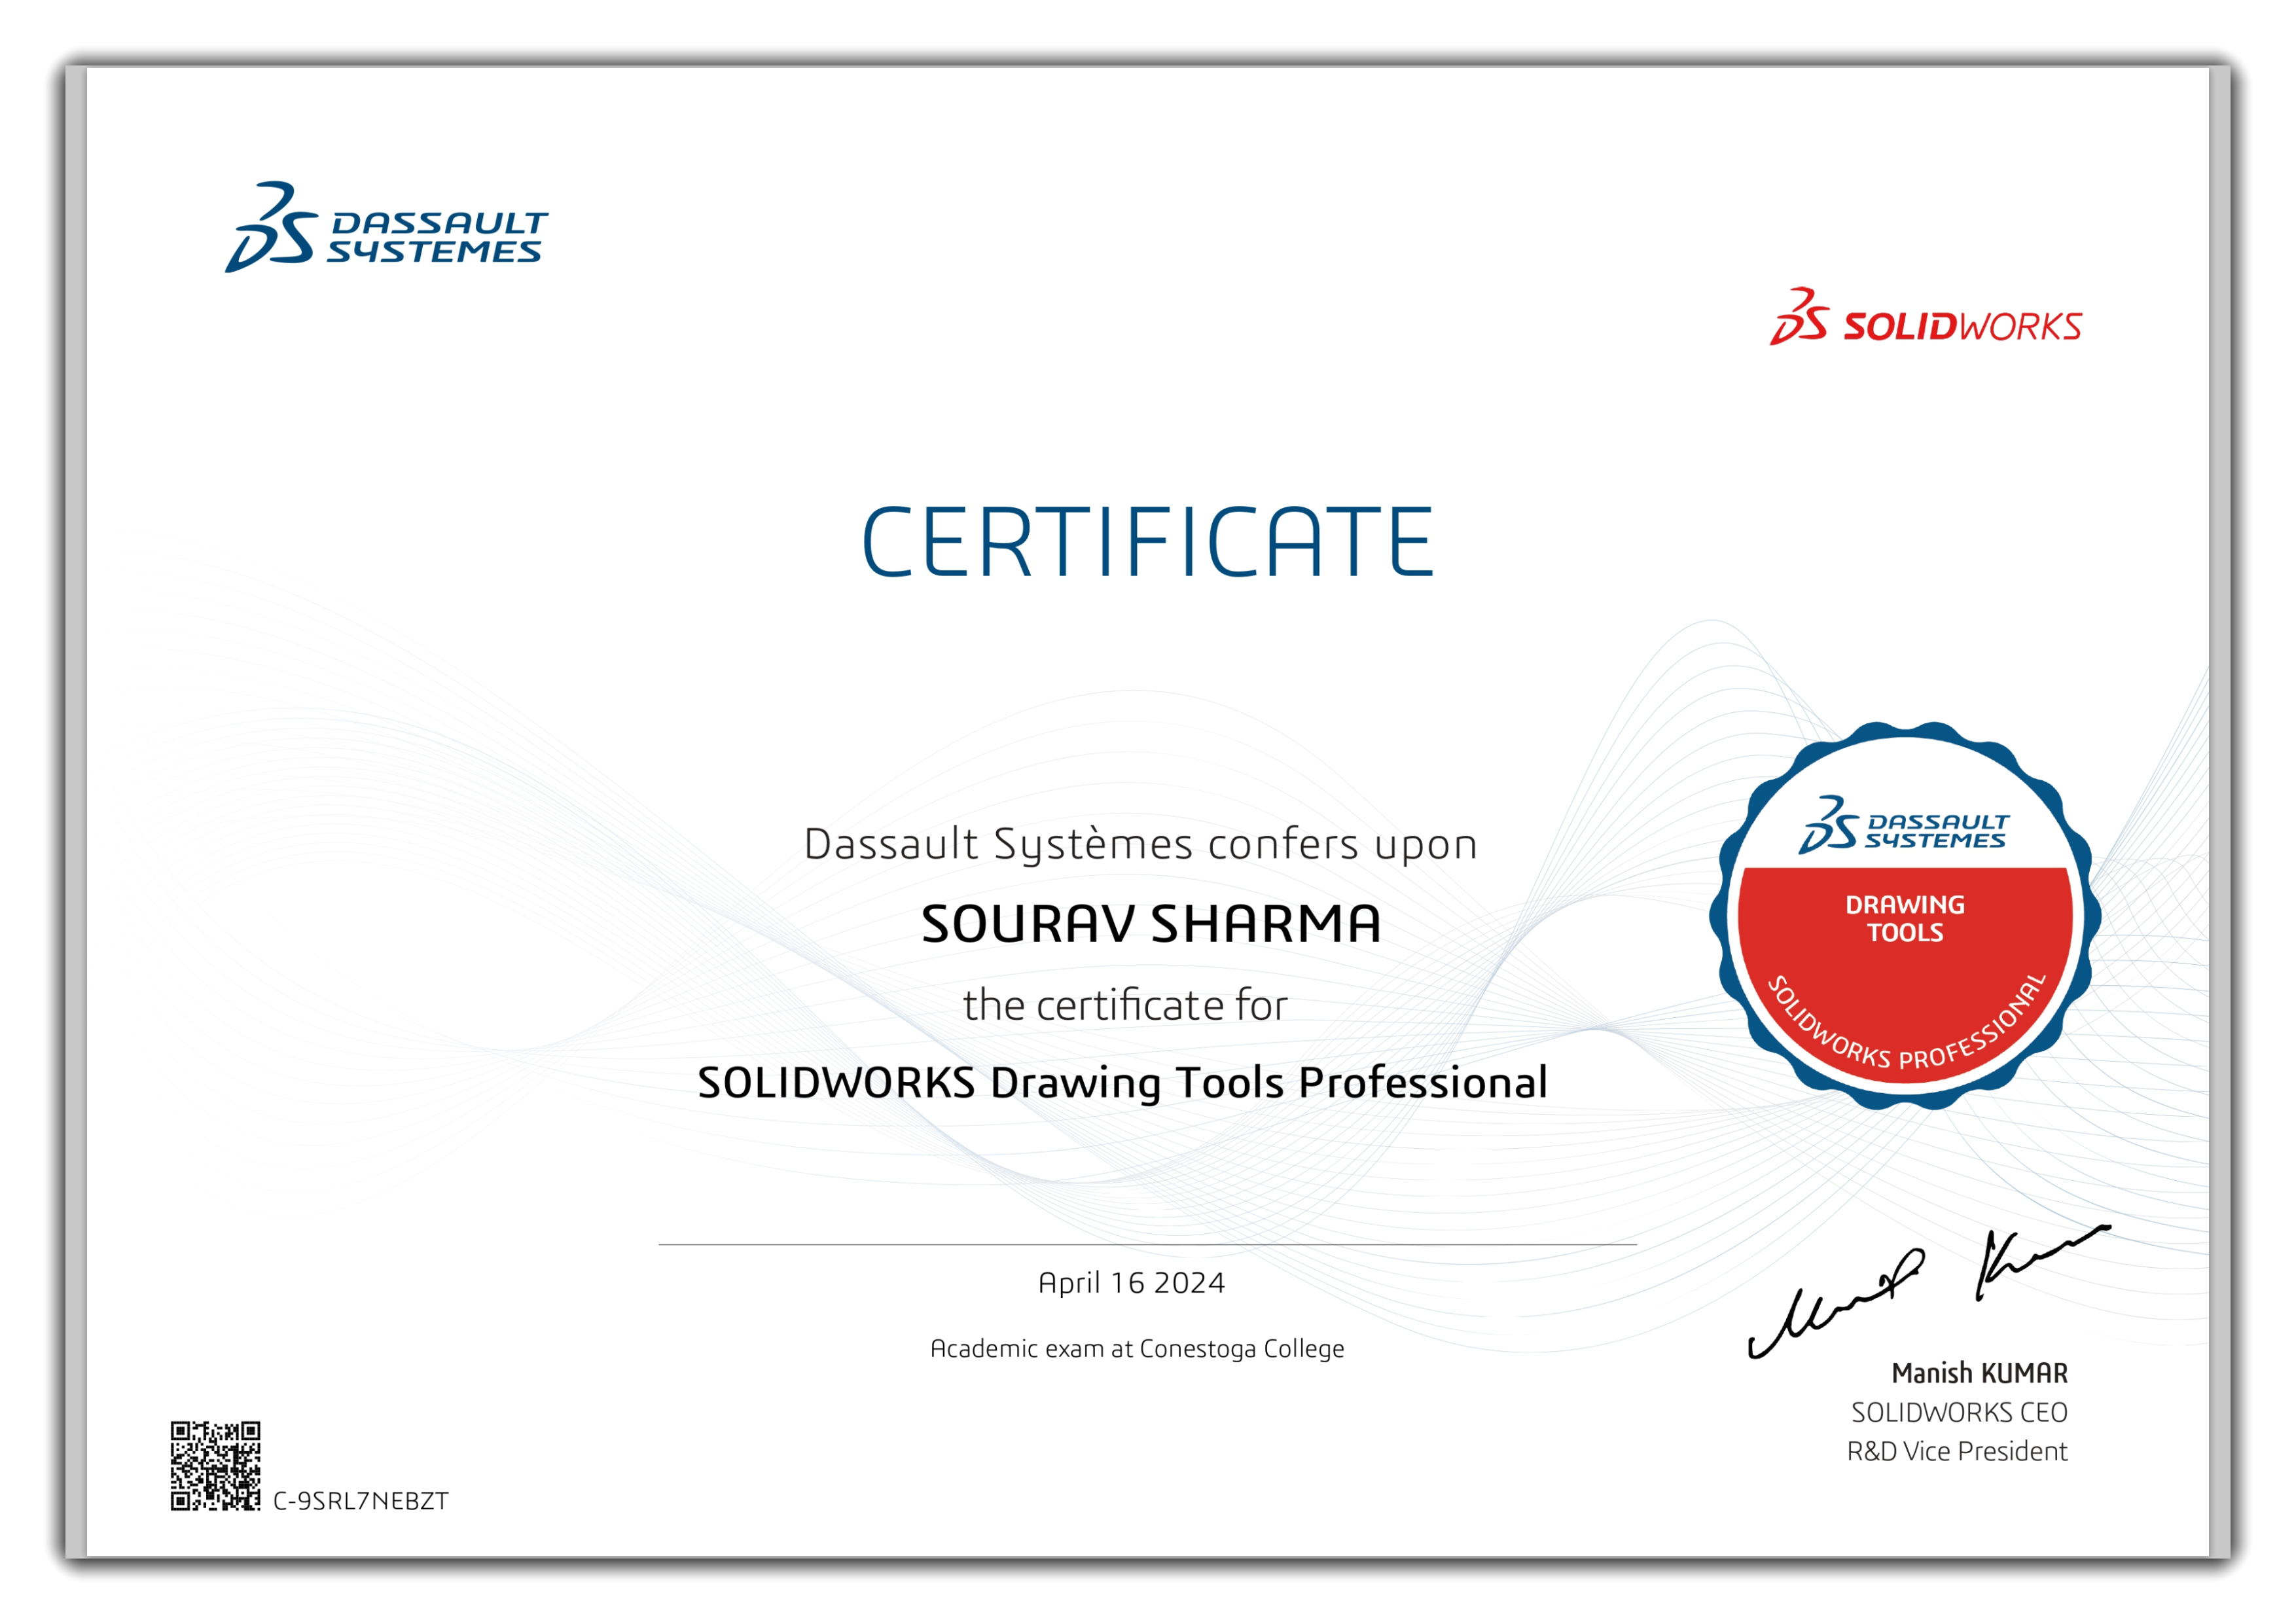 DASSAULT
SYSTEMES
SOLIDWORKS
CERTIFICATE
Dassault Systèmes confers upon
SOURAV SHARMA
the certificate for
SOLIDWORKS Drawing Tools Professional
DASSAULT
SYSTEMES
DRAWING
TOOLS
SOLIDWORKS PROFESSIONAL
April 16 2024
Academic exam at Conestoga College
Manish KUMAR
SOLIDWORKS CEO
R&D Vice President
C-9SRL7NEBZT